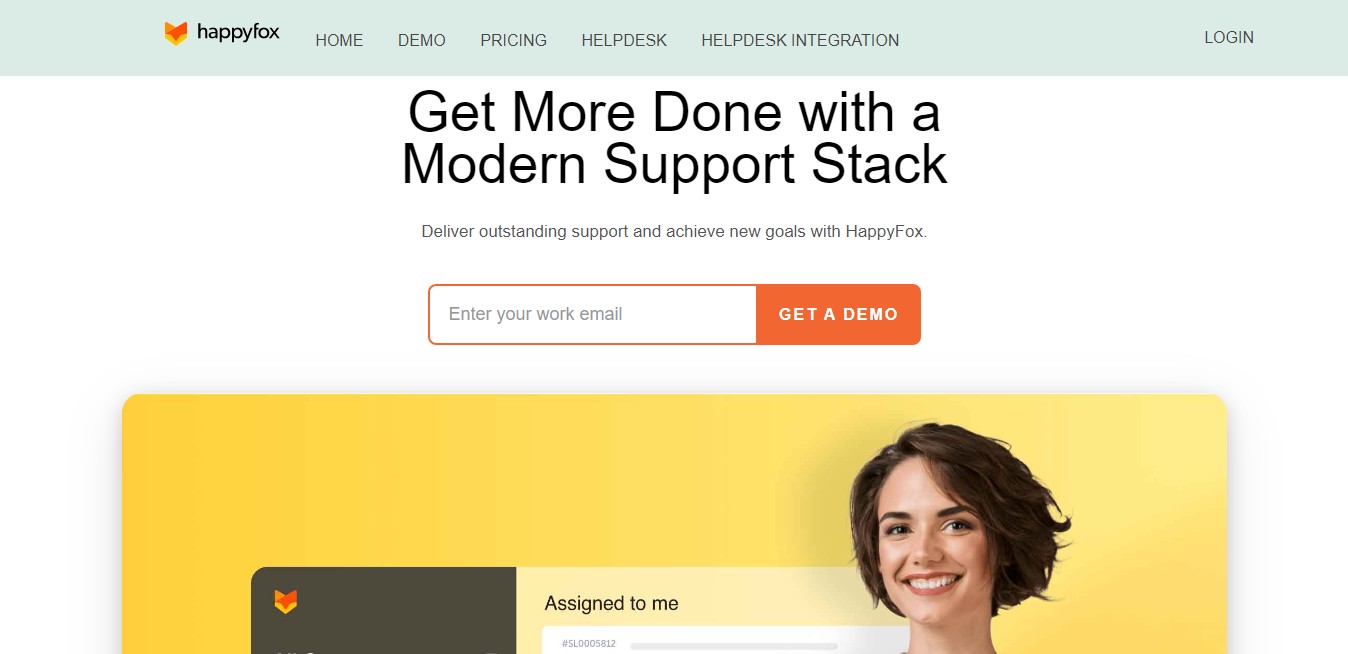 happyfox
HOME DEMO PRICING HELPDESK HELPDESK INTEGRATION LOGIN
Get More Done with a
Modern Support Stack
Deliver outstanding support and achieve new goals with HappyFox.
Enter your work email GET A DEMO
Assigned to me
#SL0005812